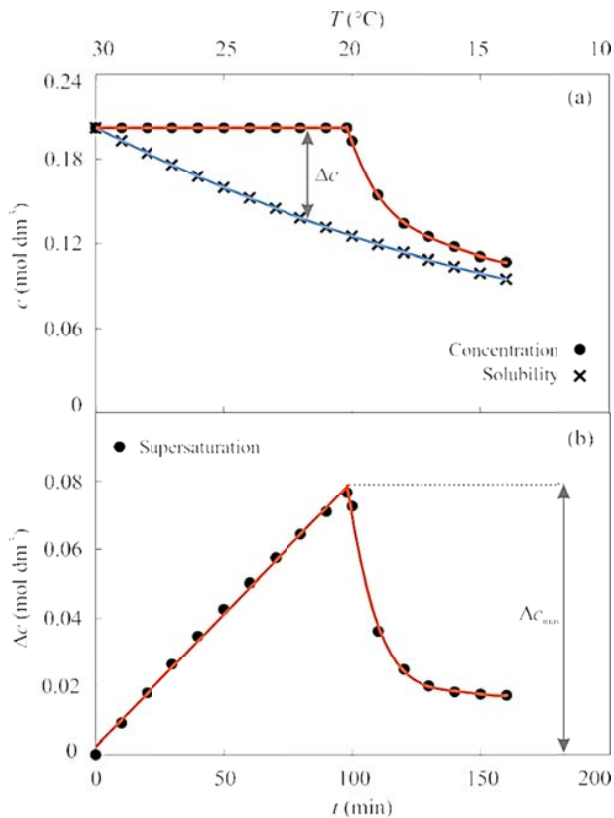 T (°C)
30 25 20 15 10
(a)
0.24
0.18
0.12
0.06
0
c (mol dm⁻³)
Δc
Concentration
Solubility
(b)
Supersaturation
0.08
0.06
0.04
0.02
0
Δc (mol dm⁻³)
Δc
0 50 100 150 200
t (min)